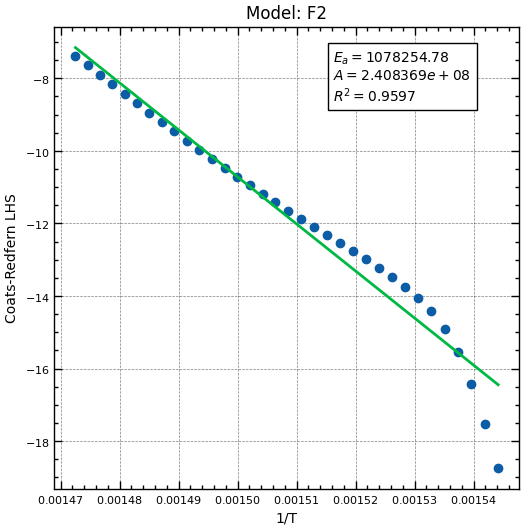 Model: F2
E_a = 1078254.78
A = 2.408369e + 08
R^2 = 0.9597
Coats-Redfern LHS
−8
−10
−12
−14
−16
−18
0.00147 0.00148 0.00149 0.00150 0.00151 0.00152 0.00153 0.00154
1/T